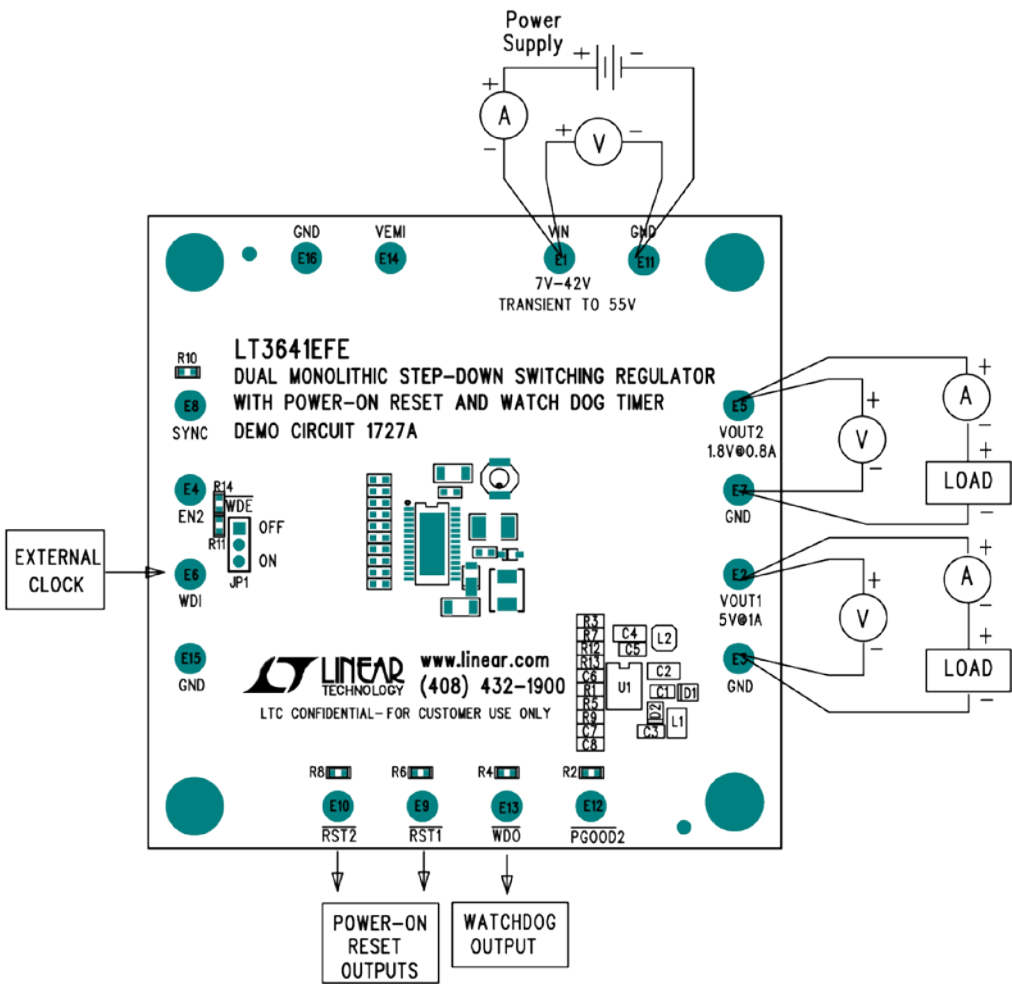 Power
Supply
+ −
+
A
−
+ V −
GND
E16
VEMI
E14
VIN
E1
GND
E11
7V-42V
TRANSIENT TO 55V
LT3641EFE
DUAL MONOLITHIC STEP-DOWN SWITCHING REGULATOR
WITH POWER-ON RESET AND WATCH DOG TIMER
DEMO CIRCUIT 1727A
R10
E8
SYNC
E4
EN2
R14
WDE
R11
OFF
ON
JP1
EXTERNAL
CLOCK
E6
WDI
E15
GND
E5
VOUT2
1.8V@0.8A
E7
GND
+
V
−
+
A
−
+
LOAD
−
E2
VOUT1
5V@1A
E3
GND
+
V
−
+
A
−
+
LOAD
−
LINEAR
TECHNOLOGY
www.linear.com
(408) 432-1900
LTC CONFIDENTIAL-FOR CUSTOMER USE ONLY
R3
R7
R12
R13
C6
R1
R5
R9
C7
C8
C4
C5
L2
U1
C2
C1
D1
D2
C3
L1
R8
E10
RST2
R6
E9
RST1
R4
E13
WDO
R2
E12
PGOOD2
POWER-ON
RESET
OUTPUTS
WATCHDOG
OUTPUT